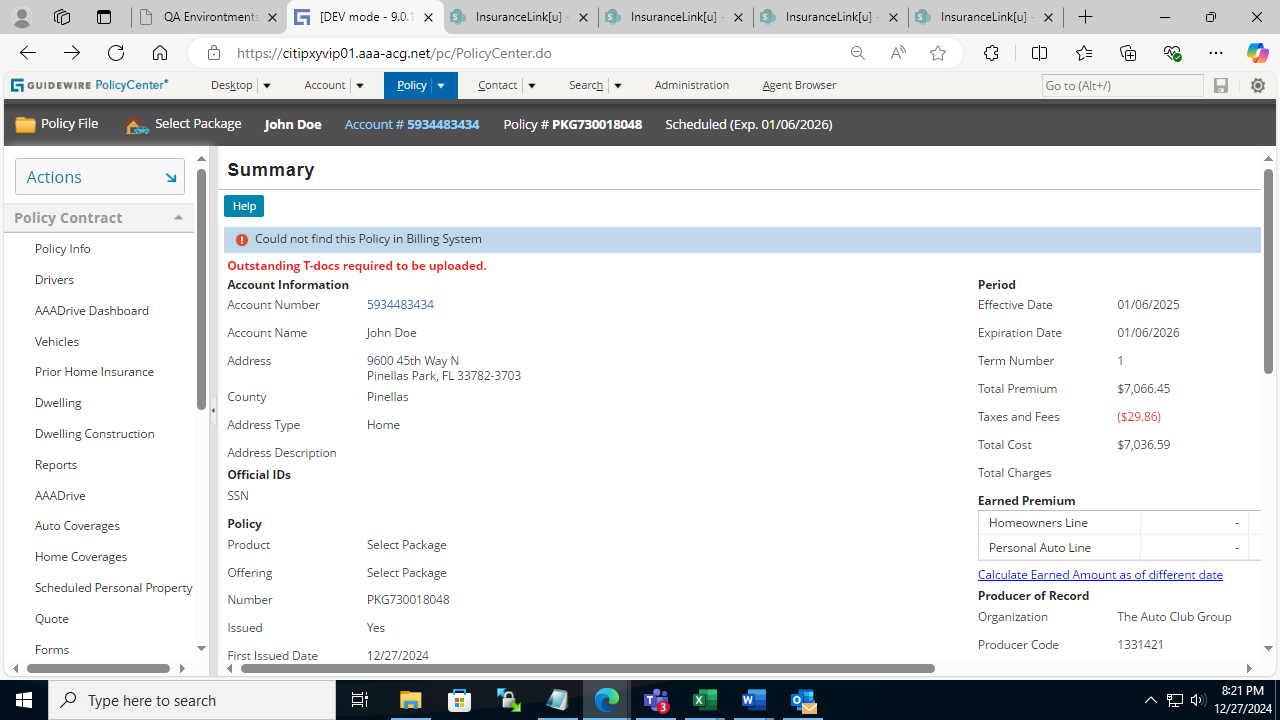 QA Environtments
[DEV mode - 9.0.1
InsuranceLink[u] -
InsuranceLink[u] -
InsuranceLink[u] -
InsuranceLink[u] -
https://citipxyvip01.aaa-acg.net/pc/PolicyCenter.do
GUIDEWIRE PolicyCenter
Desktop
Account
Policy
Contact
Search
Administration
Agent Browser
Go to (Alt+/)
Policy File
Select Package
John Doe
Account # 5934483434
Policy # PKG730018048
Scheduled (Exp. 01/06/2026)
Actions
Policy Contract
Policy Info
Drivers
AAADrive Dashboard
Vehicles
Prior Home Insurance
Dwelling
Dwelling Construction
Reports
AAADrive
Auto Coverages
Home Coverages
Scheduled Personal Property
Quote
Forms
Summary
Help
Could not find this Policy in Billing System
Outstanding T-docs required to be uploaded.
Account Information
Account Number 5934483434
Account Name John Doe
Address 9600 45th Way N
Pinellas Park, FL 33782-3703
County Pinellas
Address Type Home
Address Description
Official IDs
SSN
Policy
Product Select Package
Offering Select Package
Number PKG730018048
Issued Yes
First Issued Date 12/27/2024
Period
Effective Date 01/06/2025
Expiration Date 01/06/2026
Term Number 1
Total Premium $7,066.45
Taxes and Fees ($29.86)
Total Cost $7,036.59
Total Charges
Earned Premium
Homeowners Line -
Personal Auto Line -
Calculate Earned Amount as of different date
Producer of Record
Organization The Auto Club Group
Producer Code 1331421
Type here to search
3
8:21 PM
12/27/2024